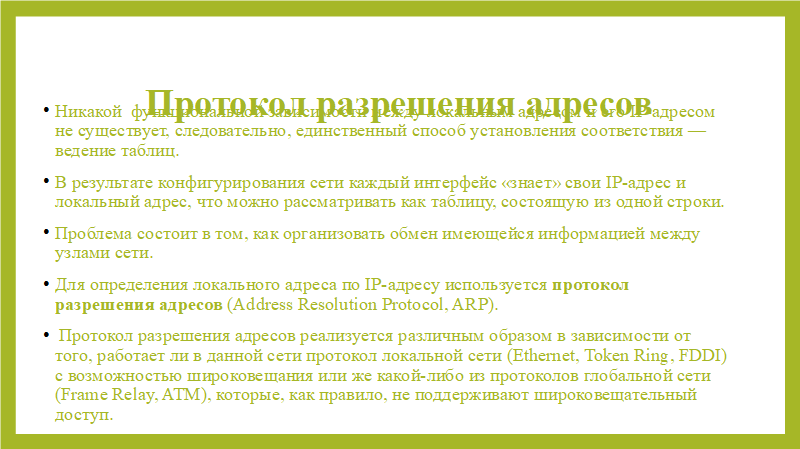 Протокол разрешения адресов
• Никакой  функциональной зависимости между локальным адресом и его IP-адресом
не существует, следовательно, единственный способ установления соответствия —
ведение таблиц.
• В результате конфигурирования сети каждый интерфейс «знает» свои IP-адрес и
локальный адрес, что можно рассматривать как таблицу, состоящую из одной строки.
• Проблема состоит в том, как организовать обмен имеющейся информацией между
узлами сети.
• Для определения локального адреса по IP-адресу используется протокол
разрешения адресов (Address Resolution Protocol, ARP).
•  Протокол разрешения адресов реализуется различным образом в зависимости от
того, работает ли в данной сети протокол локальной сети (Ethernet, Token Ring, FDDI)
с возможностью широковещания или же какой-либо из протоколов глобальной сети
(Frame Relay, ATM), которые, как правило, не поддерживают широковещательный
доступ.